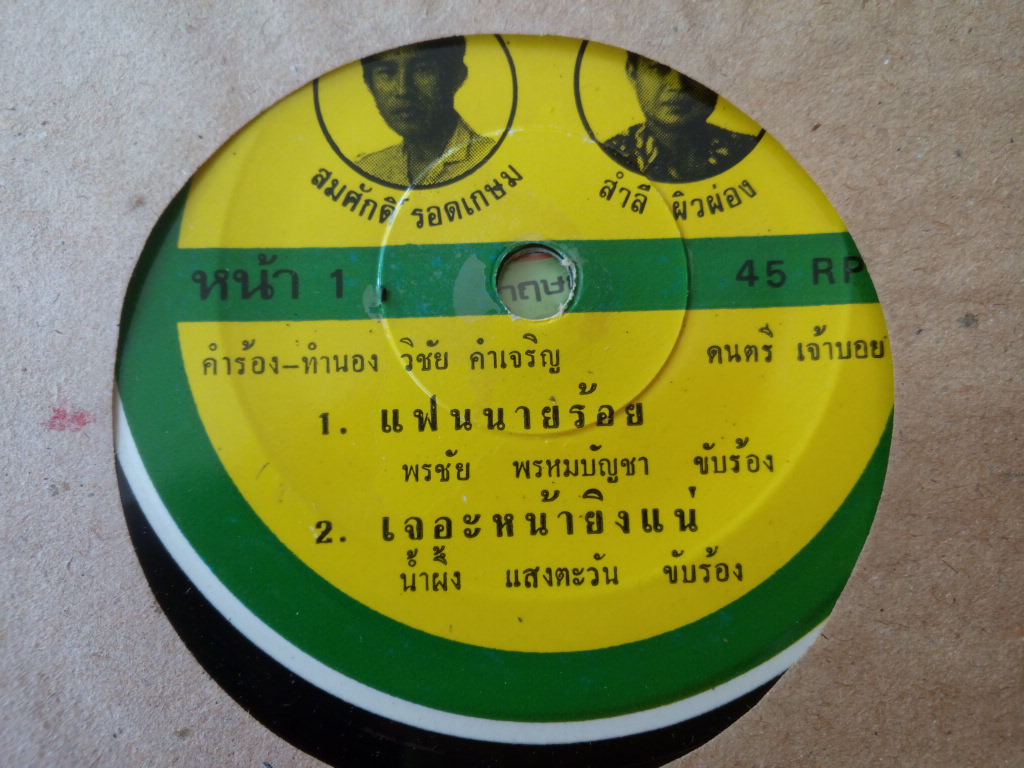 สมศักดิ์ รอดเกษม
สำลี ผิวผ่อง
หน้า 1
45 RP
คำร้อง-ทำนอง วิชัย คำเจริญ
ดนตรี เจ้าบอย
1. แฟนนายร้อย
พรชัย พรหมบัญชา ขับร้อง
2. เจอะหน้ายิงแน่
น้ำผึ้ง แสงตะวัน ขับร้อง